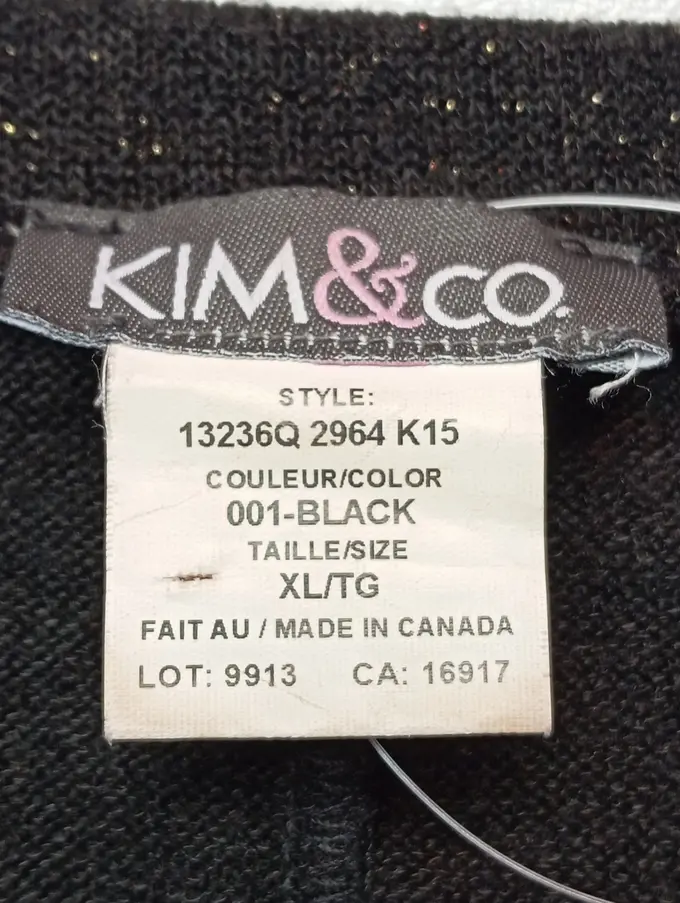 KIM&CO.
STYLE:
13236Q 2964 K15
COULEUR/COLOR
001-BLACK
TAILLE/SIZE
XL/TG
FAIT AU / MADE IN CANADA
LOT: 9913 CA: 16917